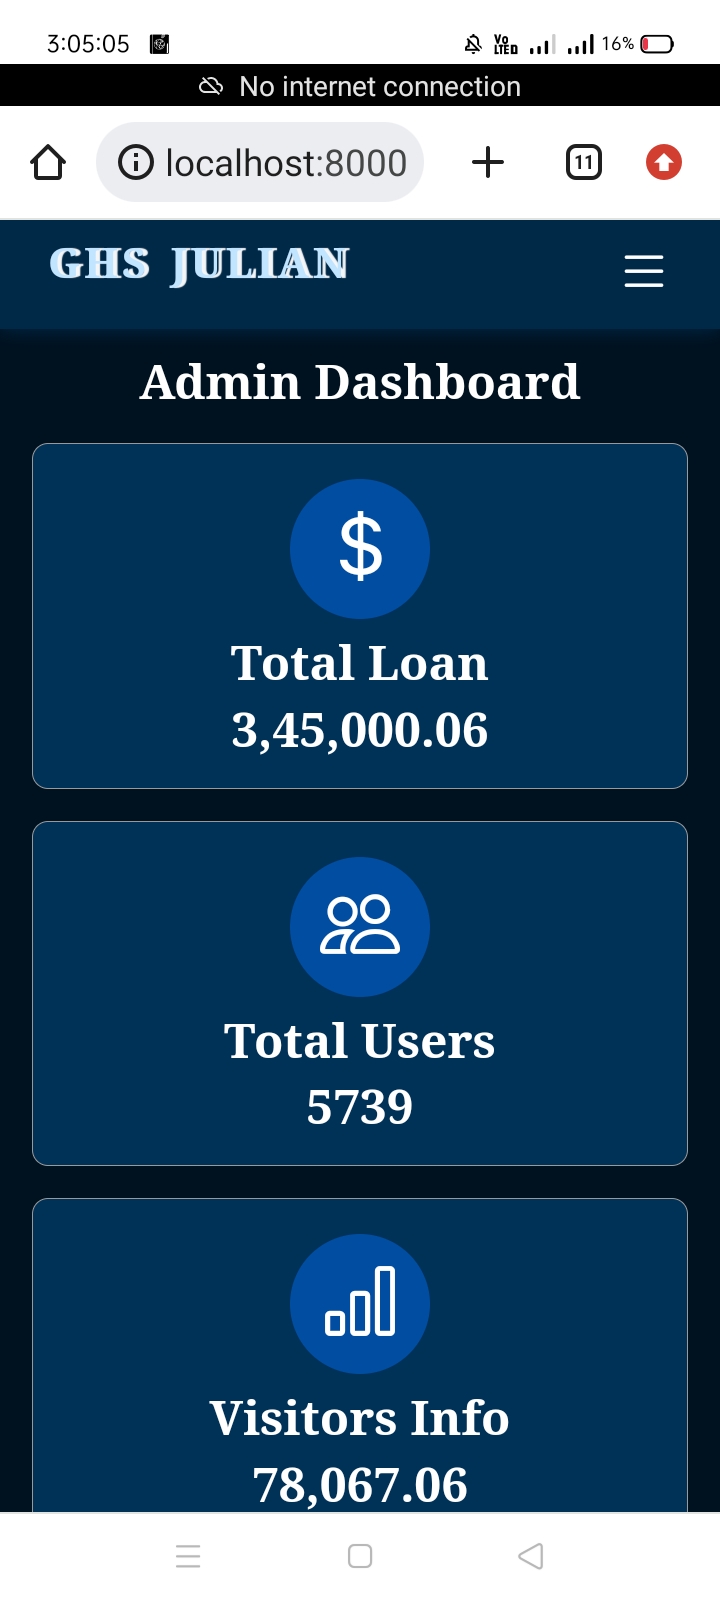 3:05:05
Vo LTED 16%
No internet connection
localhost:8000
11
GHS JULIAN
Admin Dashboard
$
Total Loan
3,45,000.06
Total Users
5739
Visitors Info
78,067.06